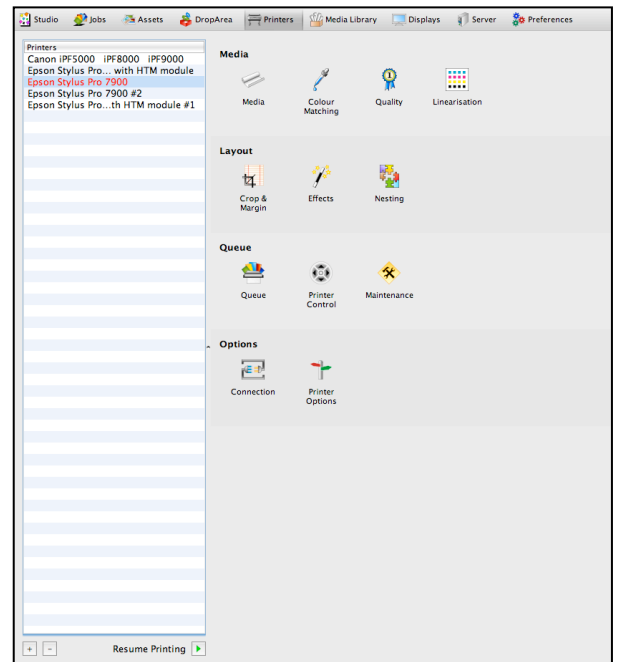 Studio Jobs Assets DropArea Printers Media Library Displays Server Preferences
Printers
Canon iPF5000 iPF8000 iPF9000
Epson Stylus Pro... with HTM module
Epson Stylus Pro 7900
Epson Stylus Pro 7900 #2
Epson Stylus Pro...th HTM module #1
Media
Media Colour Matching Quality Linearisation
Layout
Crop & Margin Effects Nesting
Queue
Queue Printer Control Maintenance
Options
Connection Printer Options
+ - Resume Printing